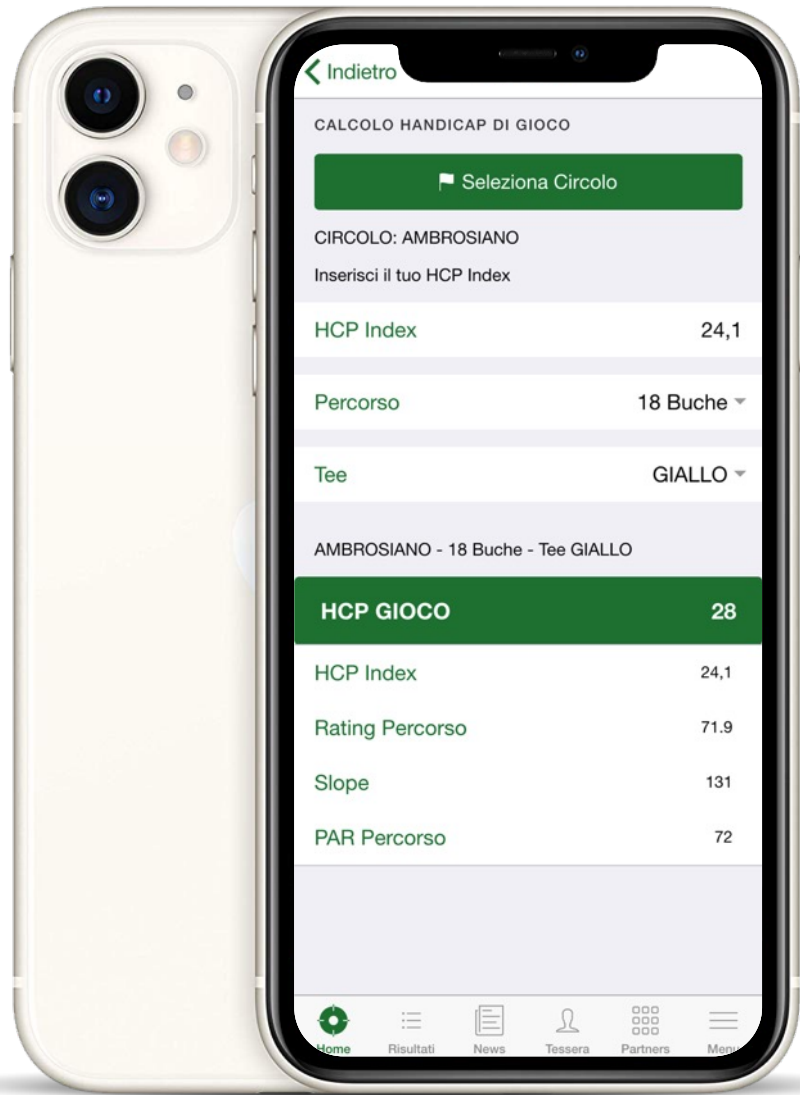 Indietro
CALCOLO HANDICAP DI GIOCO
Seleziona Circolo
CIRCOLO: AMBROSIANO
Inserisci il tuo HCP Index
HCP Index 24,1
Percorso 18 Buche
Tee GIALLO
AMBROSIANO - 18 Buche - Tee GIALLO
HCP GIOCO 28
HCP Index 24,1
Rating Percorso 71.9
Slope 131
PAR Percorso 72
Home Risultati News Tessera Partners Menu